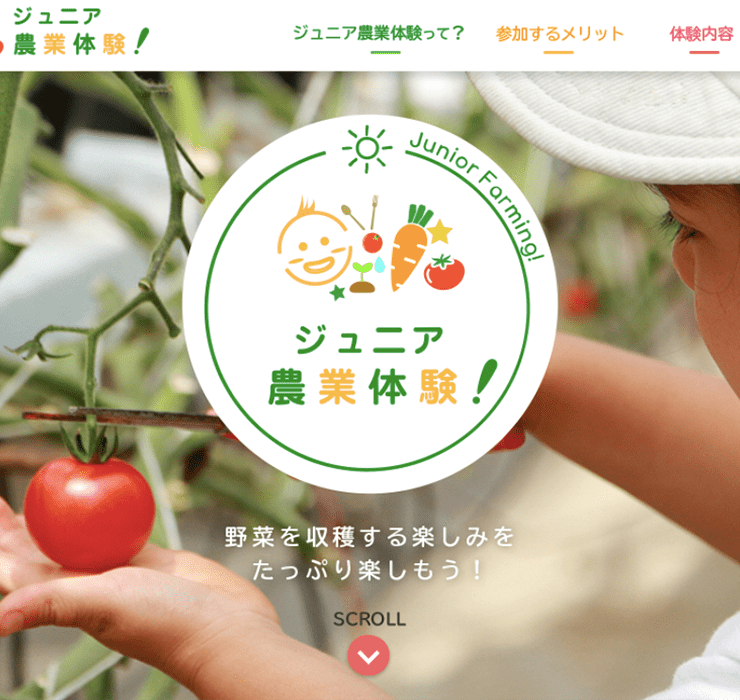 ジュニア
農業体験！
ジュニア農業体験って？
参加するメリット
体験内容
Junior Farming!
ジュニア
農業体験！
野菜を収穫する楽しみを
たっぷり楽しもう！
SCROLL